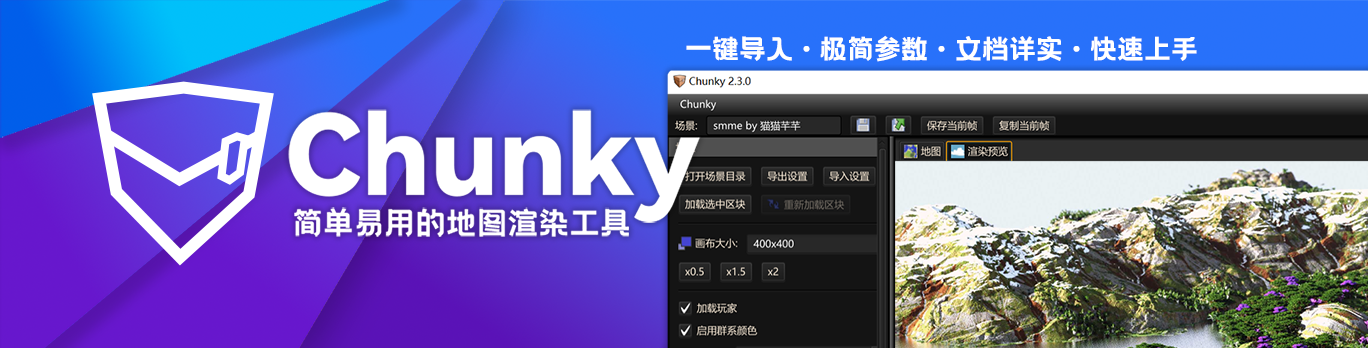 Chunky
简单易用的地图渲染工具
一键导入·极简参数·文档详实·快速上手
Chunky 2.3.0
Chunky
场景: smme by 猫猫芊芊 保存当前帧 复制当前帧
地图 渲染预览
打开场景目录 导出设置 导入设置
加载选中区块 重新加载区块
画布大小: 400x400
x0.5 x1.5 x2
加载玩家
启用群系颜色